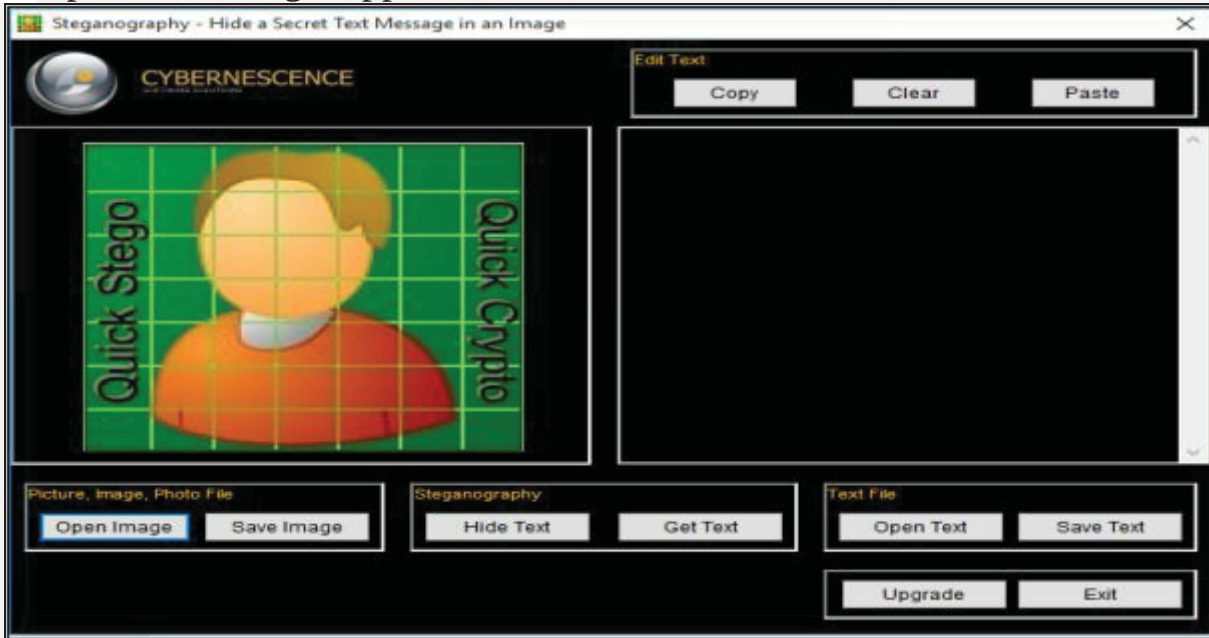 Steganography - Hide a Secret Text Message in an Image
CYBERNESCENCE
Edit Text
Copy Clear Paste
Quick Stego
Quick Crypto
Picture, Image, Photo File
Open Image Save Image
Steganography
Hide Text Get Text
Text File
Open Text Save Text
Upgrade Exit